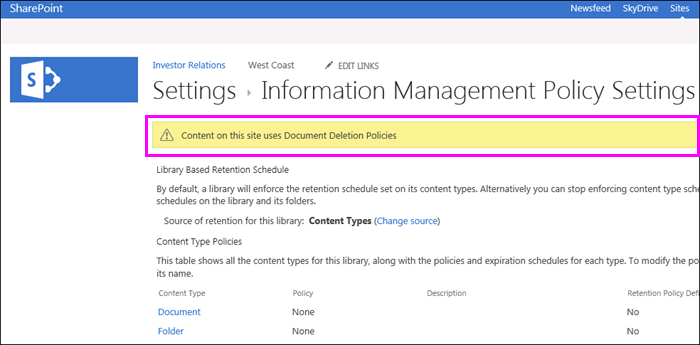 SharePoint
Newsfeed SkyDrive Sites
S
Investor Relations West Coast EDIT LINKS
Settings Information Management Policy Settings
Content on this site uses Document Deletion Policies
Library Based Retention Schedule
By default, a library will enforce the retention schedule set on its content types. Alternatively you can stop enforcing content type
schedules on the library and its folders.
Source of retention for this library: Content Types (Change source)
Content Type Policies
This table shows all the content types for this library, along with the policies and expiration schedules for each type. To modify the
its name.
Content Type Policy Description Retention Policy
Document None No
Folder None No